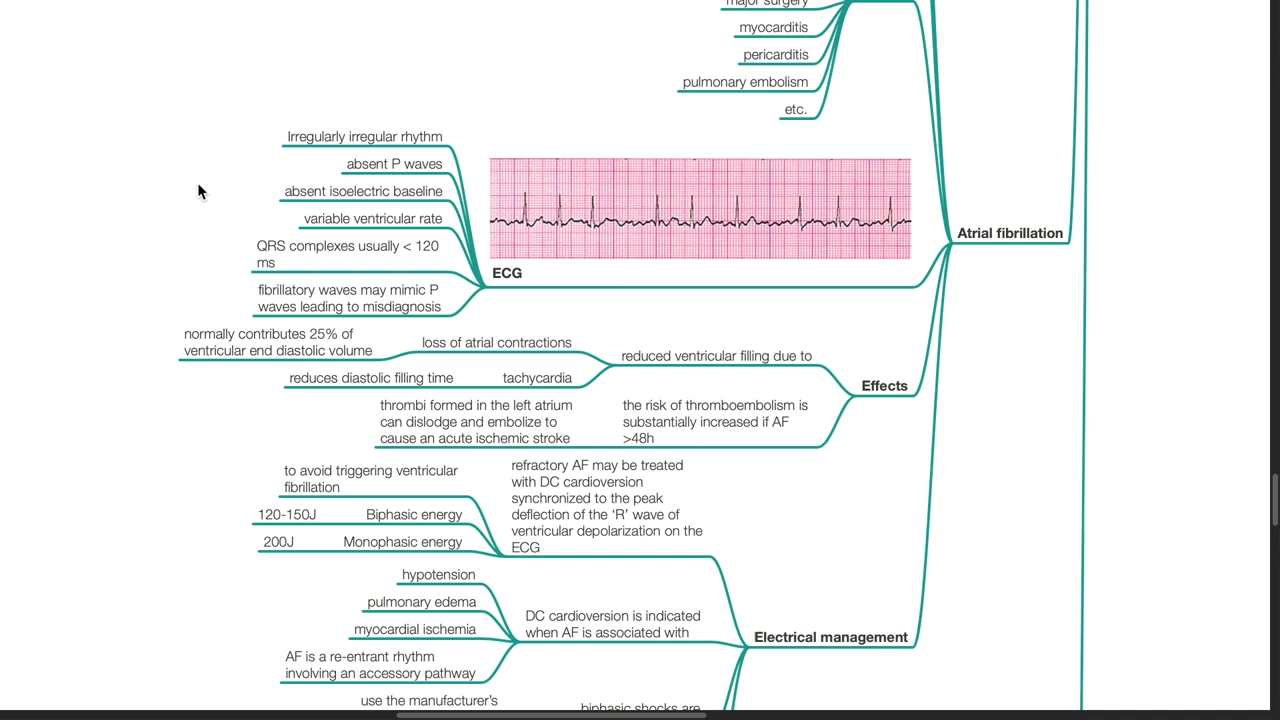 major surgery
myocarditis
pericarditis
pulmonary embolism
etc.
Irregularly irregular rhythm
absent P waves
absent isoelectric baseline
variable ventricular rate
QRS complexes usually < 120
ms
fibrillatory waves may mimic P
waves leading to misdiagnosis
ECG
Atrial fibrillation
normally contributes 25% of
ventricular end diastolic volume
loss of atrial contractions
reduces diastolic filling time
tachycardia
reduced ventricular filling due to
thrombi formed in the left atrium
can dislodge and embolize to
cause an acute ischemic stroke
the risk of thromboembolism is
substantially increased if AF
>48h
Effects
to avoid triggering ventricular
fibrillation
120-150J
Biphasic energy
200J
Monophasic energy
refractory AF may be treated
with DC cardioversion
synchronized to the peak
deflection of the ‘R’ wave of
ventricular depolarization on the
ECG
hypotension
pulmonary edema
myocardial ischemia
AF is a re-entrant rhythm
involving an accessory pathway
DC cardioversion is indicated
when AF is associated with
Electrical management
use the manufacturer’s
biphasic shocks are